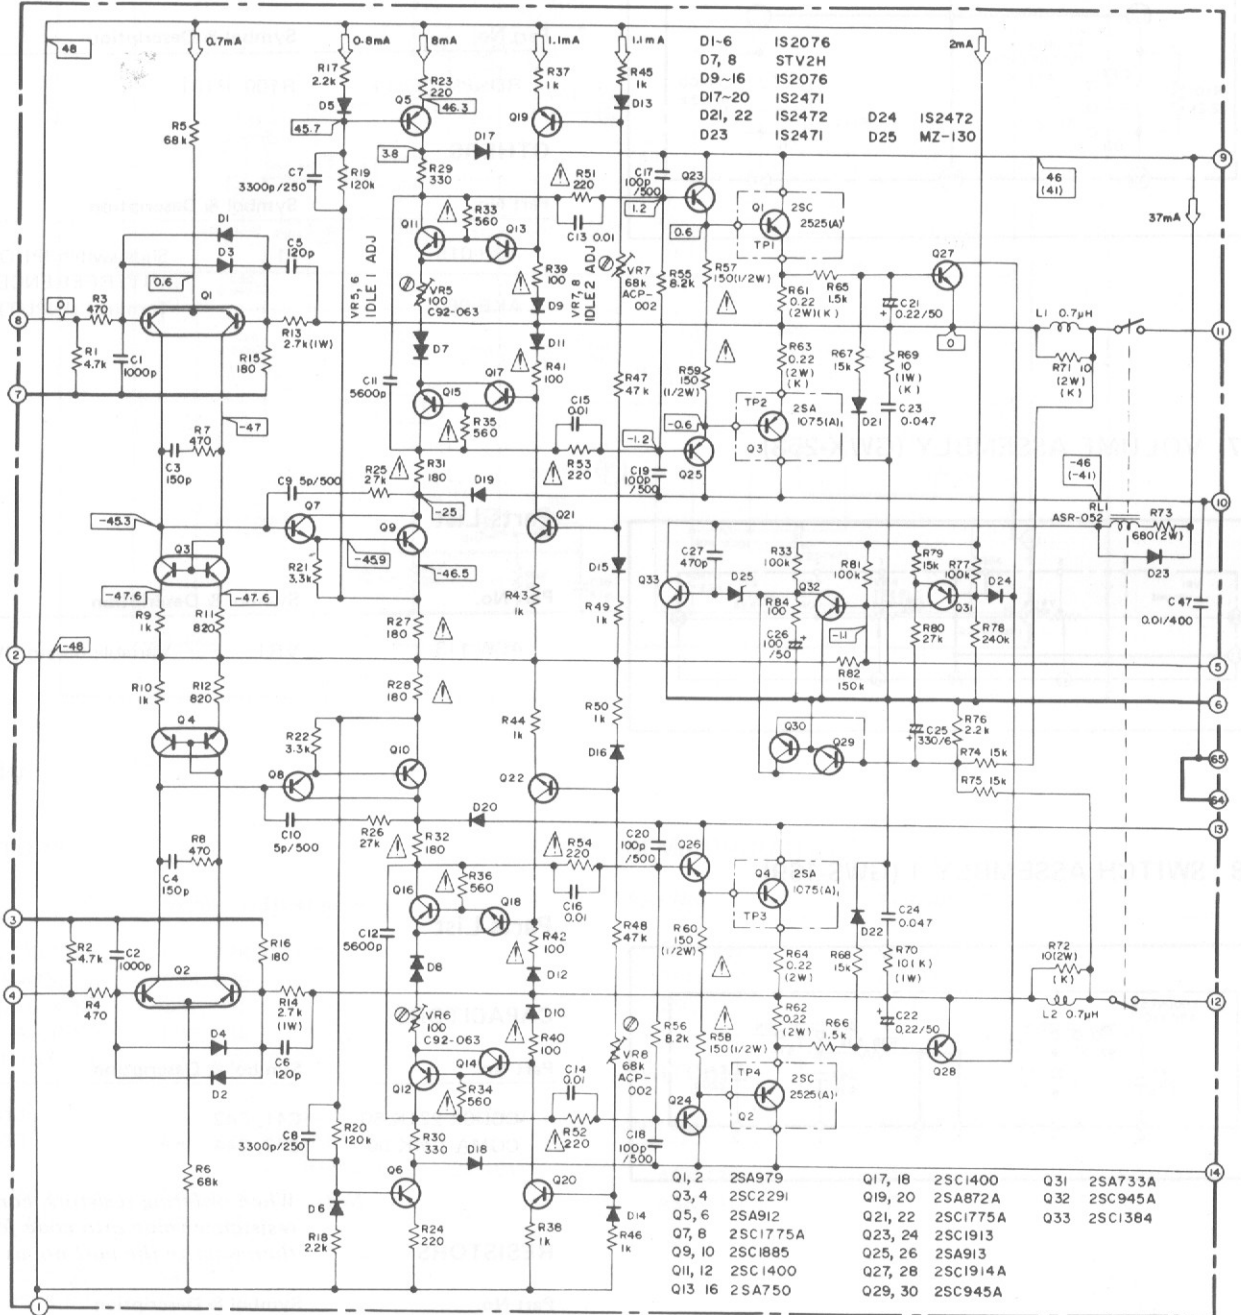 48
0.7mA
0.8mA
8mA
1.1mA
1.1mA
2mA
D1-6 IS2076
D7, 8 STV2H
D9~16 IS2076
D17~20 IS2471
D21, 22 IS2472
D23 IS2471
D24 IS2472
D25 MZ-130
R17
2.2k
R23
220
R37
1k
R45
1k
D5
Q5
46.3
Q19
D13
45.7
R5
68k
D17
3.8
9
C7
3300p/250
R19
120k
R29
330
R51
220
C17
100p
/500
Q23
46
(41)
1.2
Q1
2SC
2525(A)
TP1
37mA
D1
D3
C5
120p
Q11
R33
560
Q13
C13 0.01
0.6
0.6
Q1
VR5, 6
IDLE 1 ADJ
VR5
100
C92-063
R39
100
D9
VR7,8
IDLE2 ADJ
VR7
68k
ACP-
002
R55
8.2k
R57
150(1/2W)
R61
0.22
(2W)(K)
R65
1.5k
Q27
C21
0.22/50
8
0
R3
470
R1
4.7k
C1
1000p
R15
180
R13
2.7k(1W)
D7
D11
R41
100
R63
0.22
(2W)
(K)
R67
15k
R69
10
(1W)
(K)
0
L1 0.7μH
11
R71 10
(2W)
(K)
7
C11
5600p
Q15
Q17
R47
47k
R59
150
(1/2W)
TP2
2SA
1075(A)
Q3
D21
C23
0.047
R35
560
C15
0.01
-0.6
R7
470
-47
C3
150p
R53
220
-1.2
Q25
C19
100p
/500
R31
180
R25
27k
C9 5p/500
D19
-25
-46
(-41)
10
-45.3
Q7
Q9
Q21
RL1
ASR-052
R73
680(2W)
D23
Q3
-45.9
R21
3.3k
-46.5
-47.6
-47.6
D15
C27
470p
Q33
D25
R33
100k
Q32
R81
100k
R79
15k
R77
100k
D24
Q31
R84
100
C26
100
/50
-11
R80
27k
R78
240k
C47
0.01/400
R9
1k
R11
820
R27
180
R43
1k
R49
1k
2
-48
5
R82
150k
6
R10
1k
R12
820
R28
180
R44
1k
R50
1k
Q4
R22
3.3k
Q8
Q10
Q22
D16
Q30
Q29
C25
330/6
R76
2.2k
R74 15k
R75 15k
65
64
D20
13
C10
5p/500
R26
27k
R32
180
R54
220
C20
100p
/500
Q26
R8
470
C4
150p
R36
560
C16
0.01
Q4
2SA
1075(A)
TP3
3
Q16
Q18
C12
5600p
R42
100
R48
47k
R60
150
(1/2W)
D22
C24
0.047
R2
4.7k
C2
1000p
R16
180
Q2
D8
D12
R64
0.22
(2W)
R68
15k
R70
10(K)
(1W)
R72
10(2W)
(K)
4
R4
470
R14
2.7k
(1W)
12
L2 0.7μH
D10
VR6
100
C92-063
R40
100
VR8
68k
ACP-
002
R56
8.2k
R58
150(1/2W)
R62
0.22
(2W)
R66
1.5k
C22
0.22/50
Q28
D4
C6
120p
D2
Q12
Q14
R34
560
C14
0.01
TP4
2SC
2525(A)
Q2
R52
220
Q24
C18
100p
/500
C8
3300p/250
R20
120k
R30
330
D18
14
R6
68k
D6
Q6
Q20
D14
R18
2.2k
R24
220
R38
1k
R46
1k
Q1, 2 2SA979
Q3, 4 2SC2291
Q5, 6 2SA912
Q7, 8 2SC1775A
Q9, 10 2SC1885
Q11, 12 2SC1400
Q13 16 2SA750
Q17, 18 2SC1400
Q19, 20 2SA872A
Q21, 22 2SC1775A
Q23, 24 2SC1913
Q25, 26 2SA913
Q27, 28 2SC1914A
Q29, 30 2SC945A
Q31 2SA733A
Q32 2SC945A
Q33 2SC1384
1